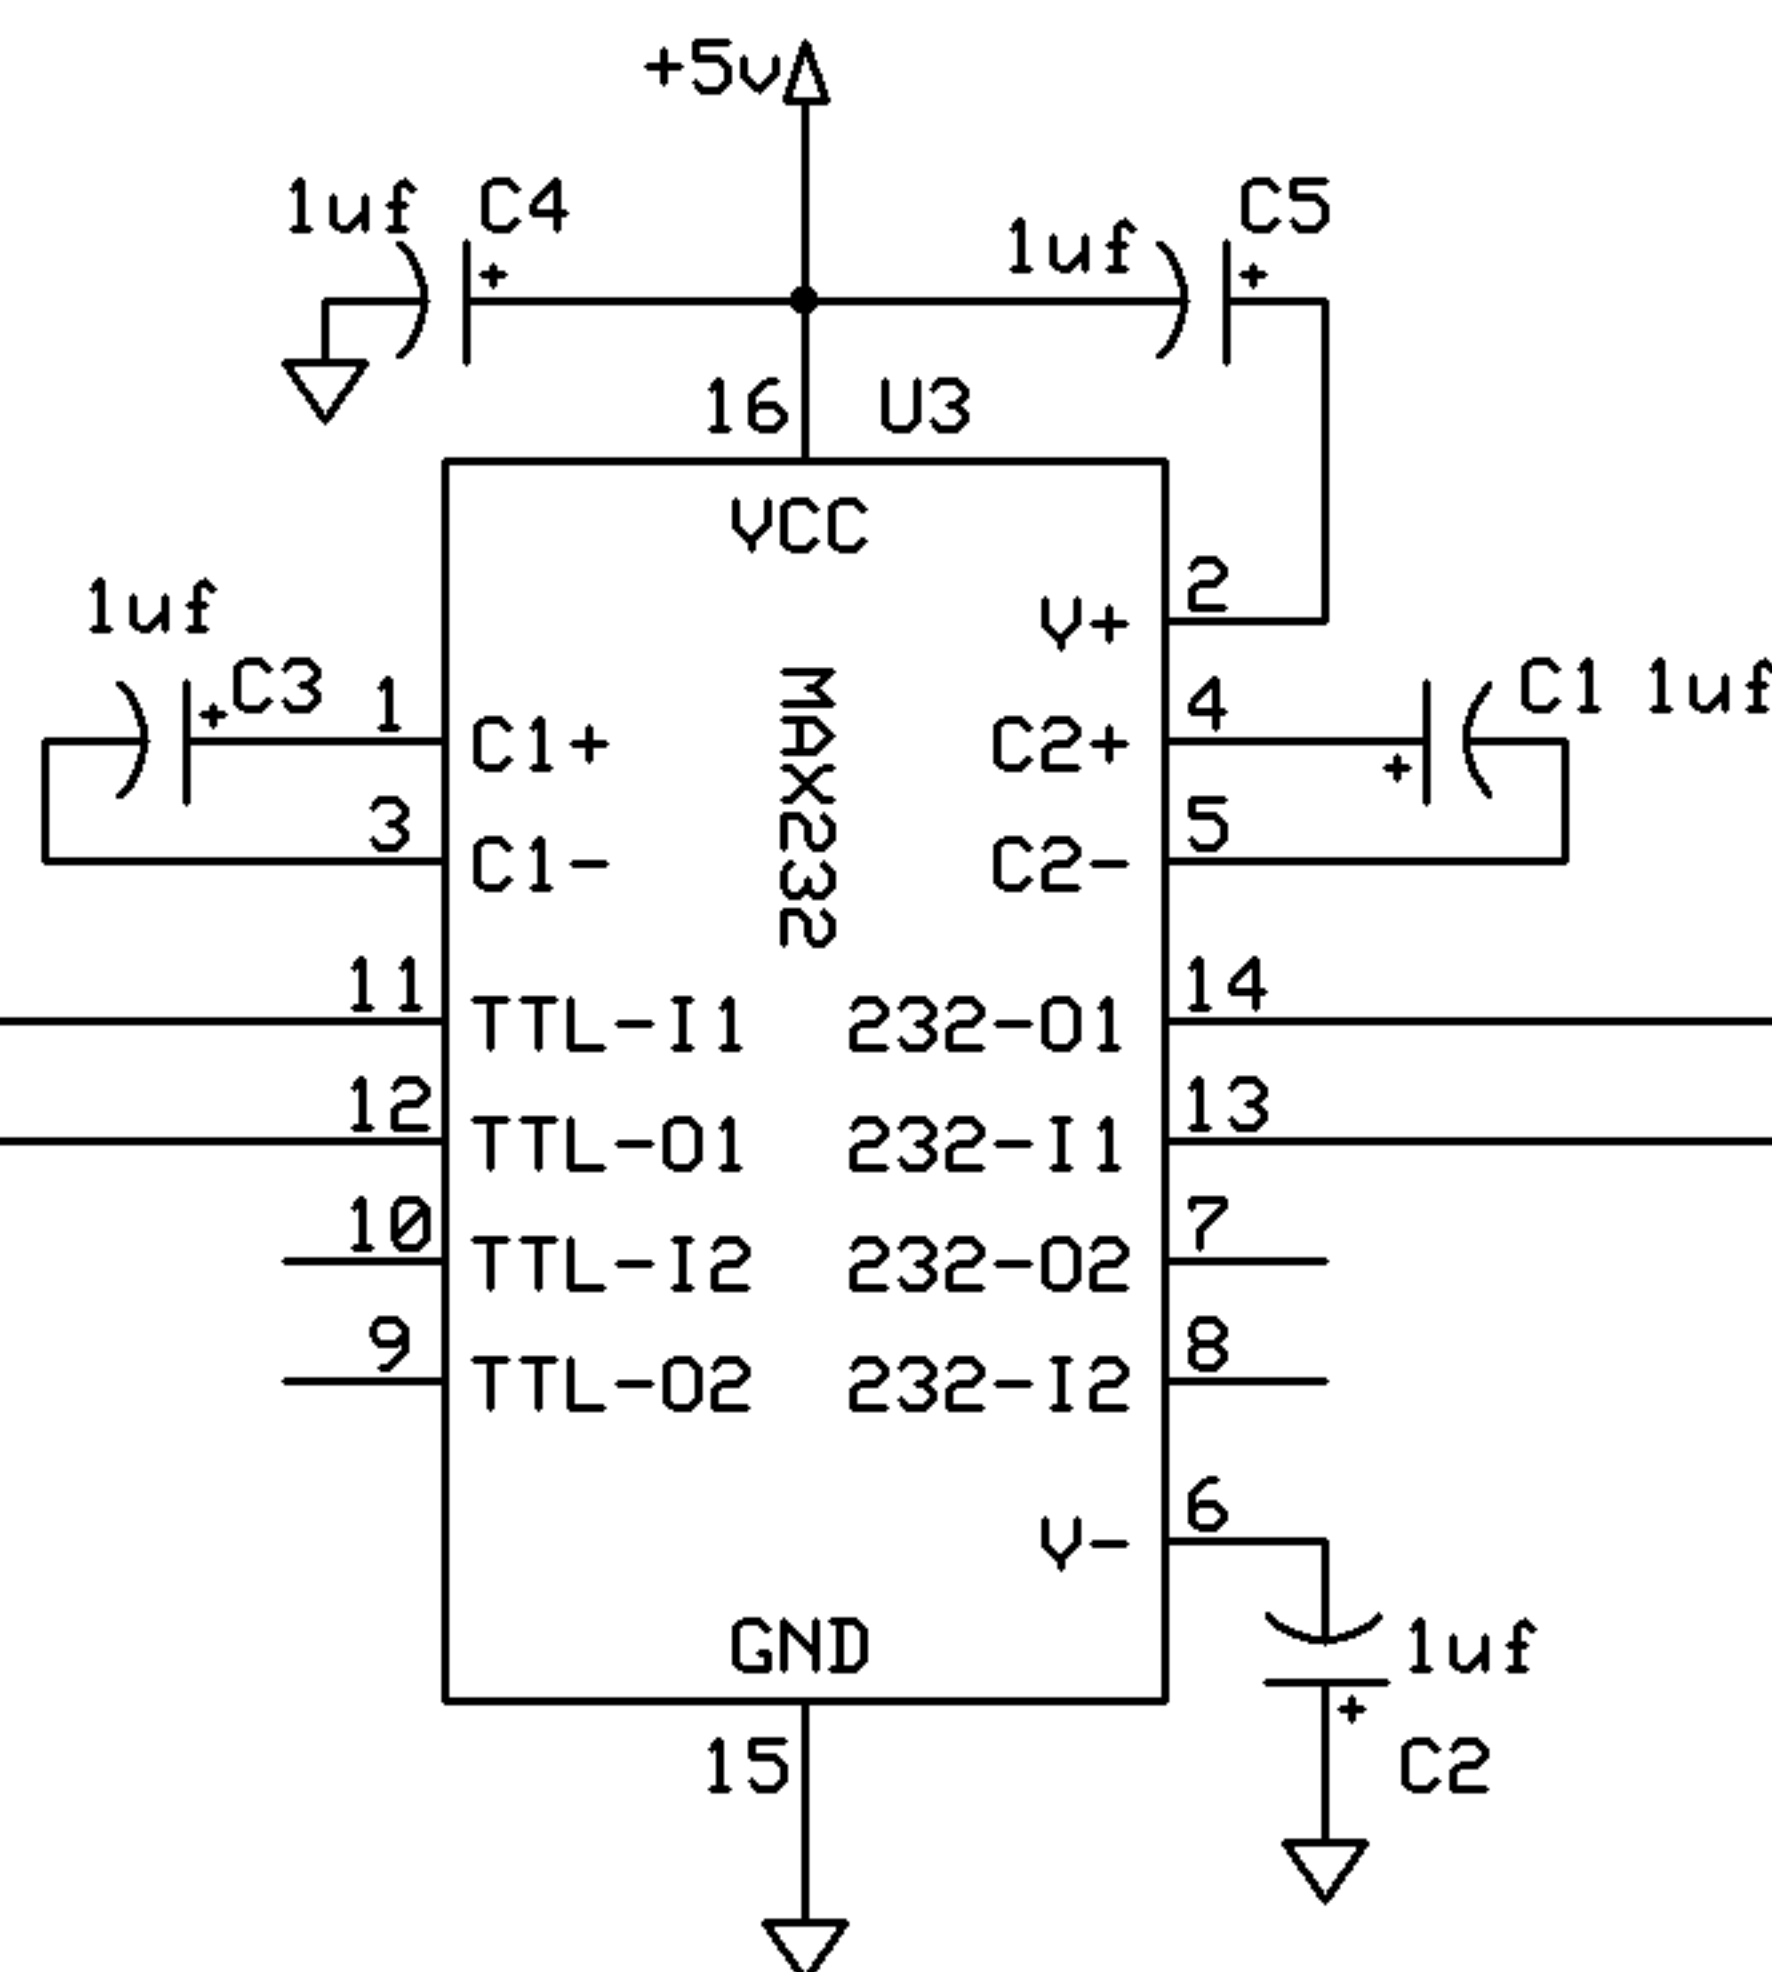 +5v
1uf C4
1uf
C5
+
+
16
U3
VCC
2
V+
1uf
C3
+
1
C1+
MAX232
4
C2+
C1 1uf
+
3
C1-
5
C2-
11
TTL-I1
232-O1
14
12
TTL-O1
232-I1
13
10
TTL-I2
232-O2
7
9
TTL-O2
232-I2
8
6
V-
GND
1uf
+
15
C2